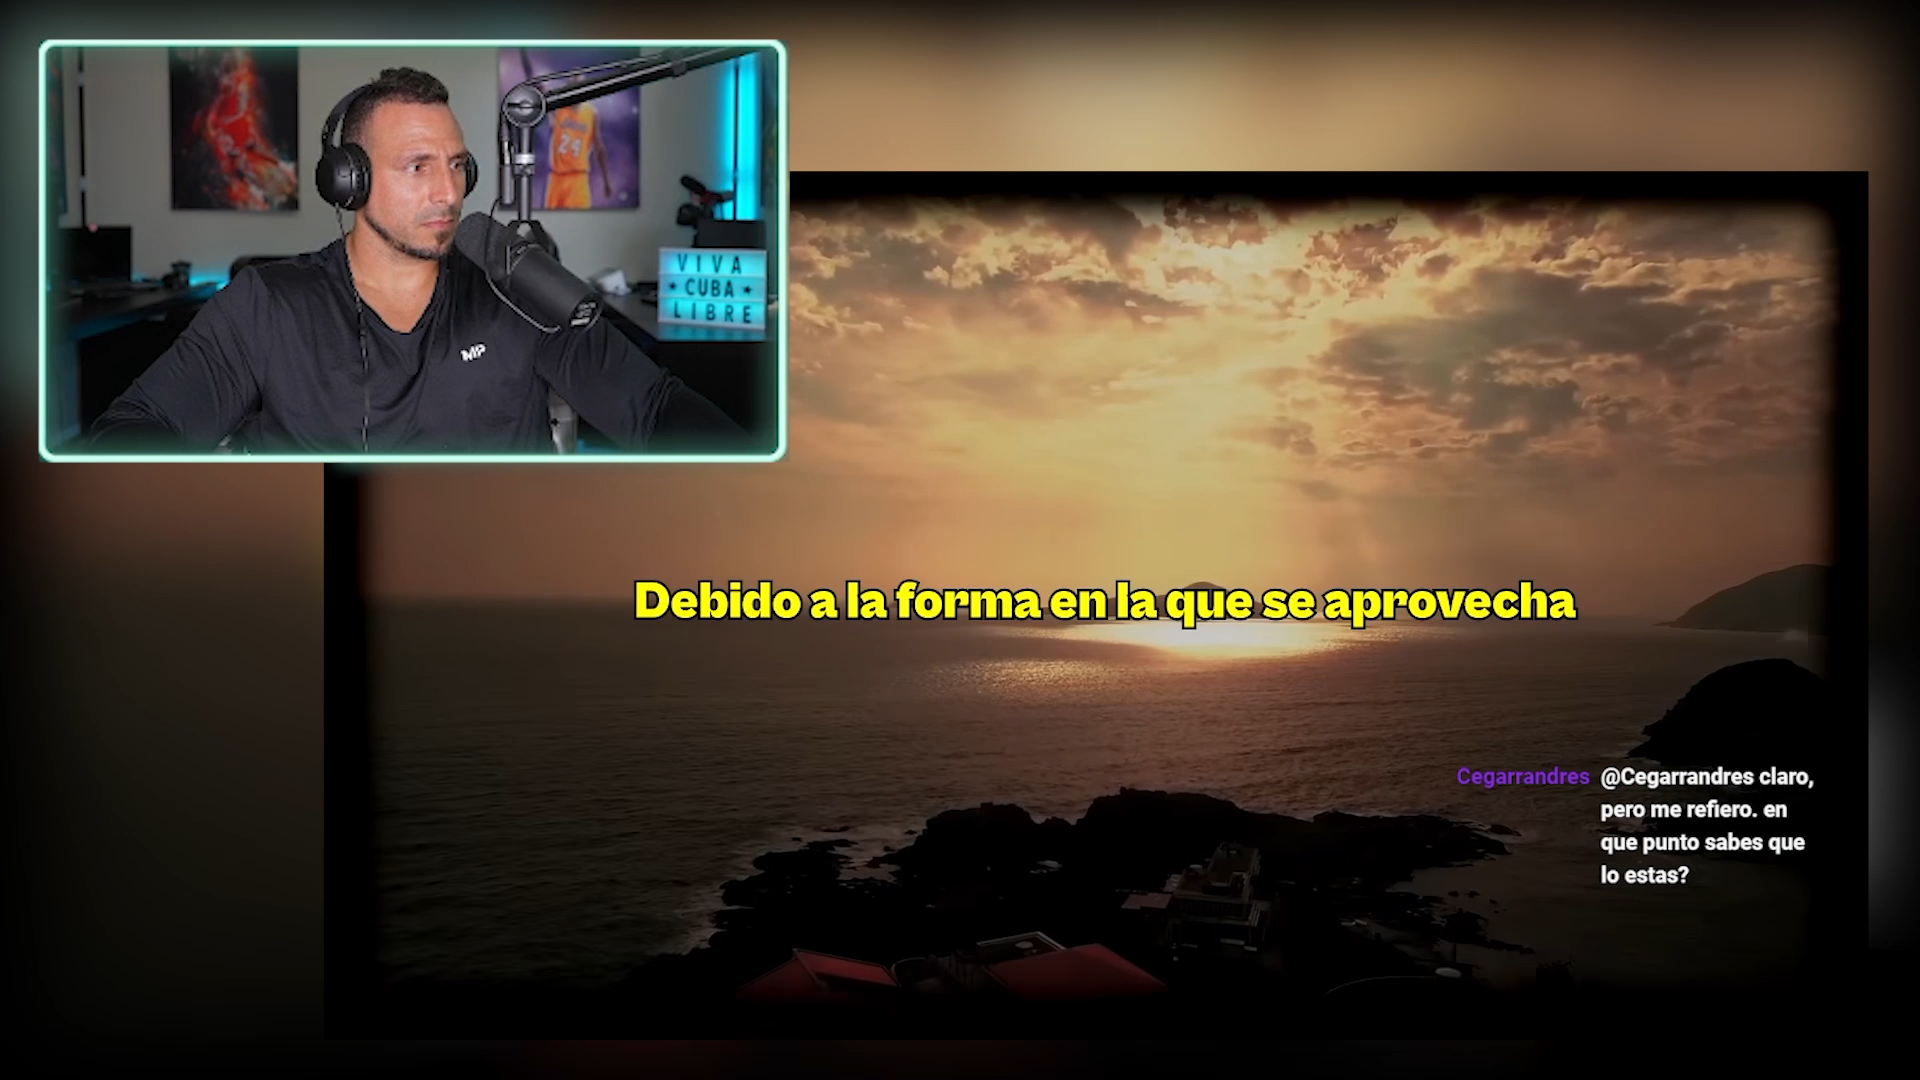 VIVA
★ CUBA ★
LIBRE
24
MP
Debido a la forma en la que se aprovecha
Cegarrandres @Cegarrandres claro,
pero me refiero. en
que punto sabes que
lo estas?